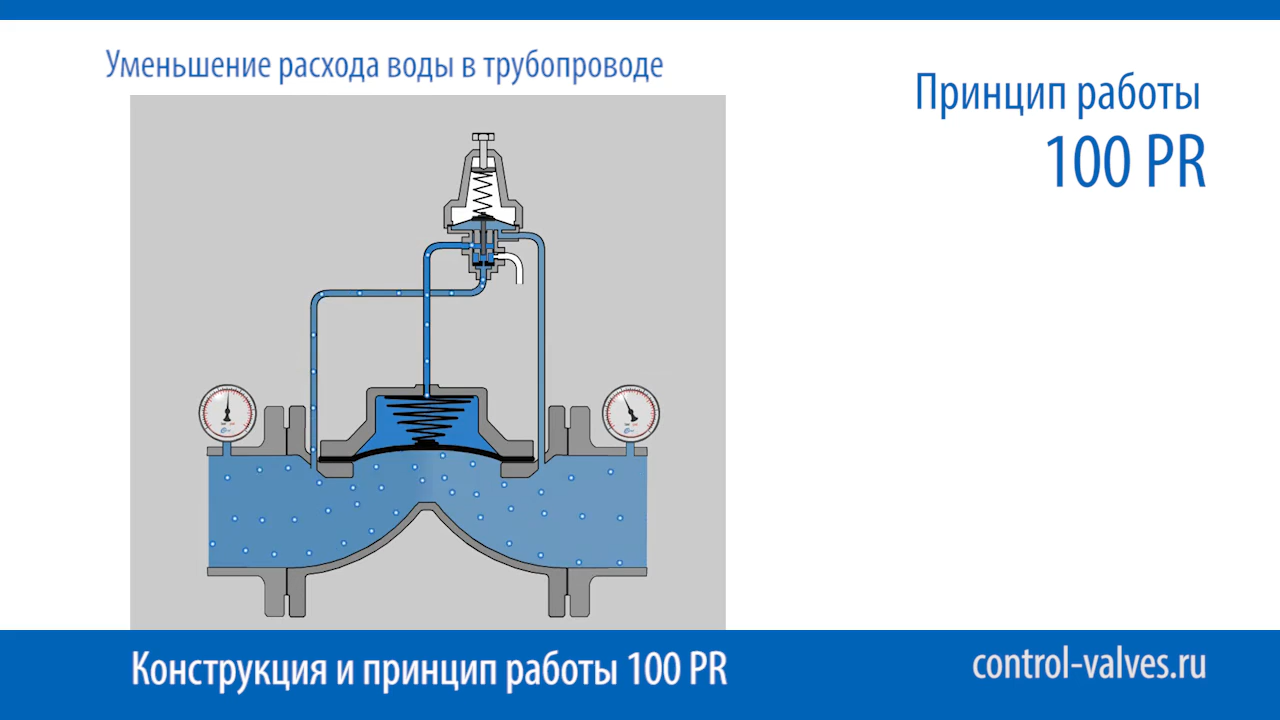 Уменьшение расхода воды в трубопроводе
Принцип работы
100 PR
Конструкция и принцип работы 100 PR
control-valves.ru